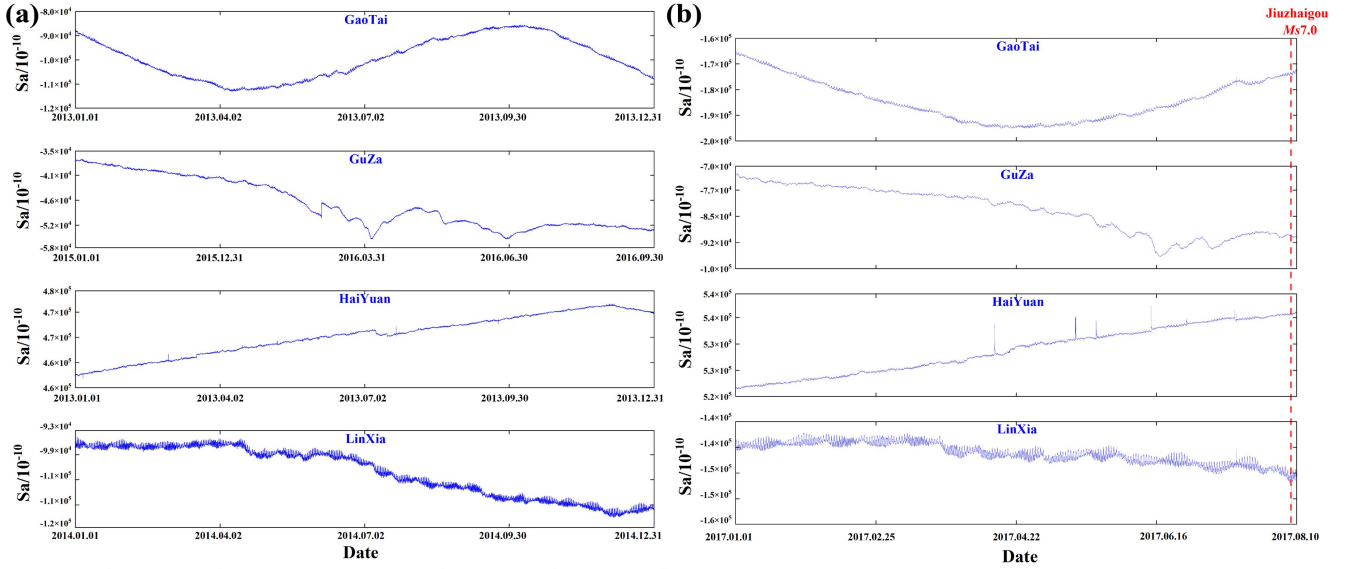 (a)
GaoTai
Sa/10⁻¹⁰
-8.0×10⁴
-9.0×10⁴
-1.0×10⁵
-1.1×10⁵
-1.2×10⁵
2013.01.01 2013.04.02 2013.07.02 2013.09.30 2013.12.31
GuZa
Sa/10⁻¹⁰
-3.5×10⁴
-4.1×10⁴
-4.6×10⁴
-5.2×10⁴
-5.8×10⁴
2015.01.01 2015.12.31 2016.03.31 2016.06.30 2016.09.30
HaiYuan
Sa/10⁻¹⁰
4.8×10⁵
4.7×10⁵
4.7×10⁵
4.6×10⁵
4.6×10⁵
2013.01.01 2013.04.02 2013.07.02 2013.09.30 2013.12.31
LinXia
Sa/10⁻¹⁰
-9.3×10⁴
-9.9×10⁴
-1.1×10⁵
-1.1×10⁵
-1.2×10⁵
2014.01.01 2014.04.02 2014.07.02 2014.09.30 2014.12.31
Date
(b)
Jiuzhaigou
Ms7.0
GaoTai
Sa/10⁻¹⁰
-1.6×10⁵
-1.7×10⁵
-1.8×10⁵
-1.9×10⁵
-2.0×10⁵
GuZa
Sa/10⁻¹⁰
-7.0×10⁴
-7.7×10⁴
-8.5×10⁴
-9.2×10⁴
-1.0×10⁵
HaiYuan
Sa/10⁻¹⁰
5.4×10⁵
5.4×10⁵
5.3×10⁵
5.3×10⁵
5.2×10⁵
LinXia
Sa/10⁻¹⁰
-1.4×10⁵
-1.4×10⁵
-1.5×10⁵
-1.5×10⁵
-1.6×10⁵
2017.01.01 2017.02.25 2017.04.22 2017.06.16 2017.08.10
Date